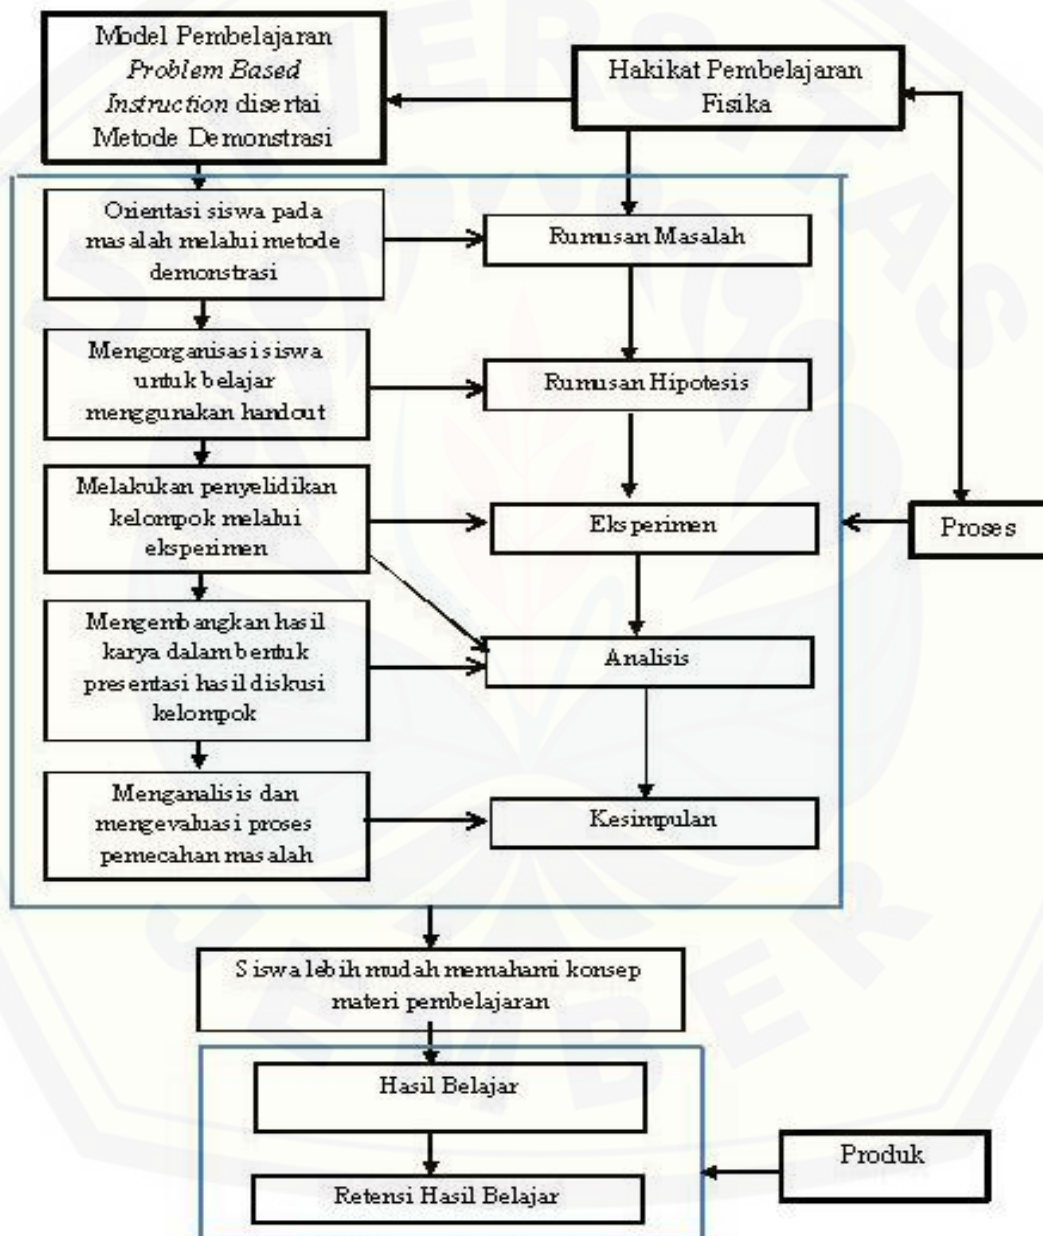 Model Pembelajaran
Problem Based
Instruction disertai
Metode Demonstrasi
Hakikat Pembelajaran
Fisika
Orientasi siswa pada
masalah melalui metode
demonstrasi
Rumusan Masalah
Mengorganisasi siswa
untuk belajar
menggunakan handout
Rumusan Hipotesis
Melakukan penyelidikan
kelompok melalui
eksperimen
Eksperimen
Proses
Mengembangkan hasil
karya dalam bentuk
presentasi hasil diskusi
kelompok
Analisis
Menganalisis dan
mengevaluasi proses
pemecahan masalah
Kesimpulan
Siswa lebih mudah memahami konsep
materi pembelajaran
Hasil Belajar
Produk
Retensi Hasil Belajar
UNIVERSITAS
JEMBER